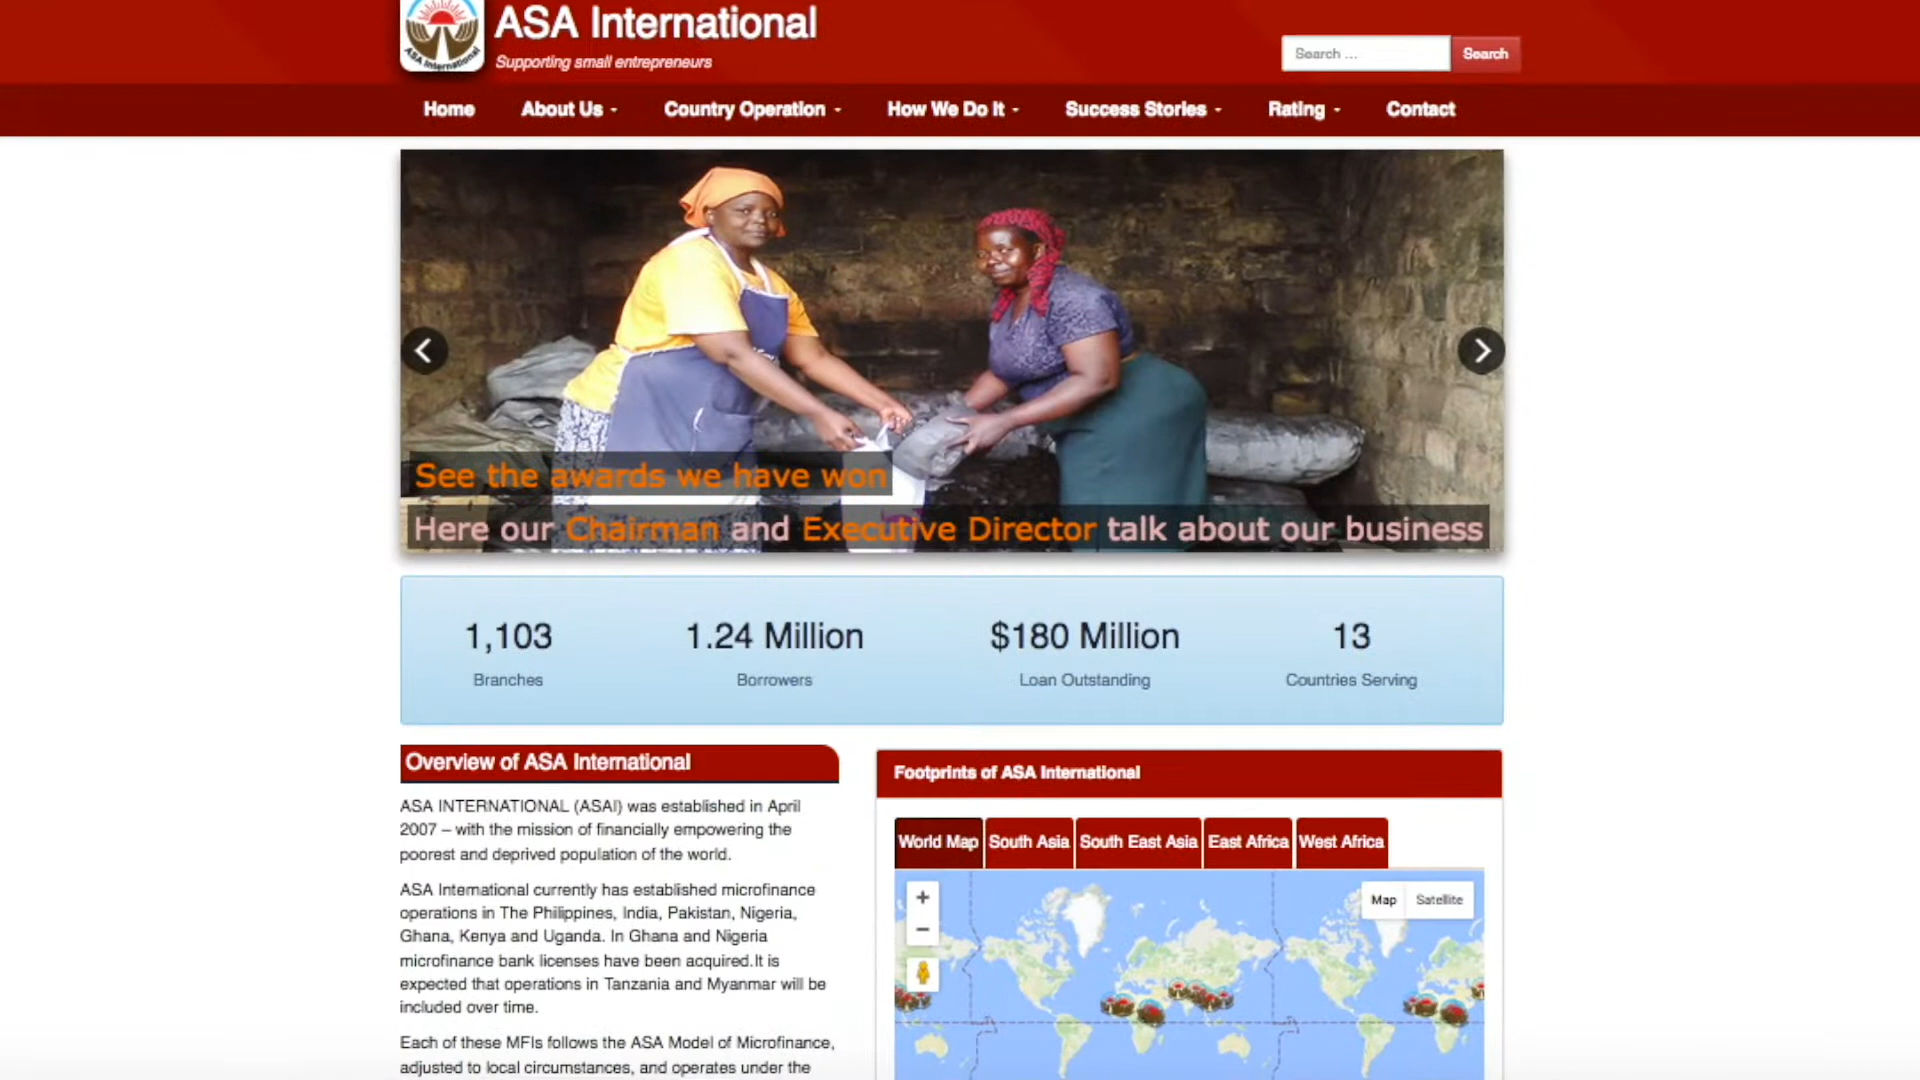 ASA International
ASA International
Supporting small entrepreneurs
Search ...
Search
Home
About Us
Country Operation
How We Do It
Success Stories
Rating
Contact
See the awards we have won
Here our Chairman and Executive Director talk about our business
1,103
1.24 Million
$180 Million
13
Branches
Borrowers
Loan Outstanding
Countries Serving
Overview of ASA International
ASA INTERNATIONAL (ASAI) was established in April
2007 – with the mission of financially empowering the
poorest and deprived population of the world.
ASA International currently has established microfinance
operations in The Philippines, India, Pakistan, Nigeria,
Ghana, Kenya and Uganda. In Ghana and Nigeria
microfinance bank licenses have been acquired.It is
expected that operations in Tanzania and Myanmar will be
included over time.
Each of these MFIs follows the ASA Model of Microfinance,
adjusted to local circumstances, and operates under the
Footprints of ASA International
World Map
South Asia
South East Asia
East Africa
West Africa
+
−
Map
Satellite